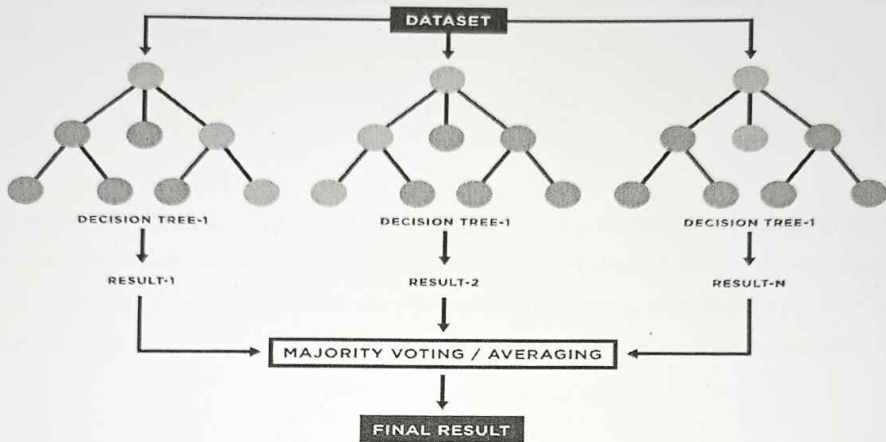 DATASET
DECISION TREE-1 DECISION TREE-1 DECISION TREE-1
RESULT-1 RESULT-2 RESULT-N
MAJORITY VOTING / AVERAGING
FINAL RESULT